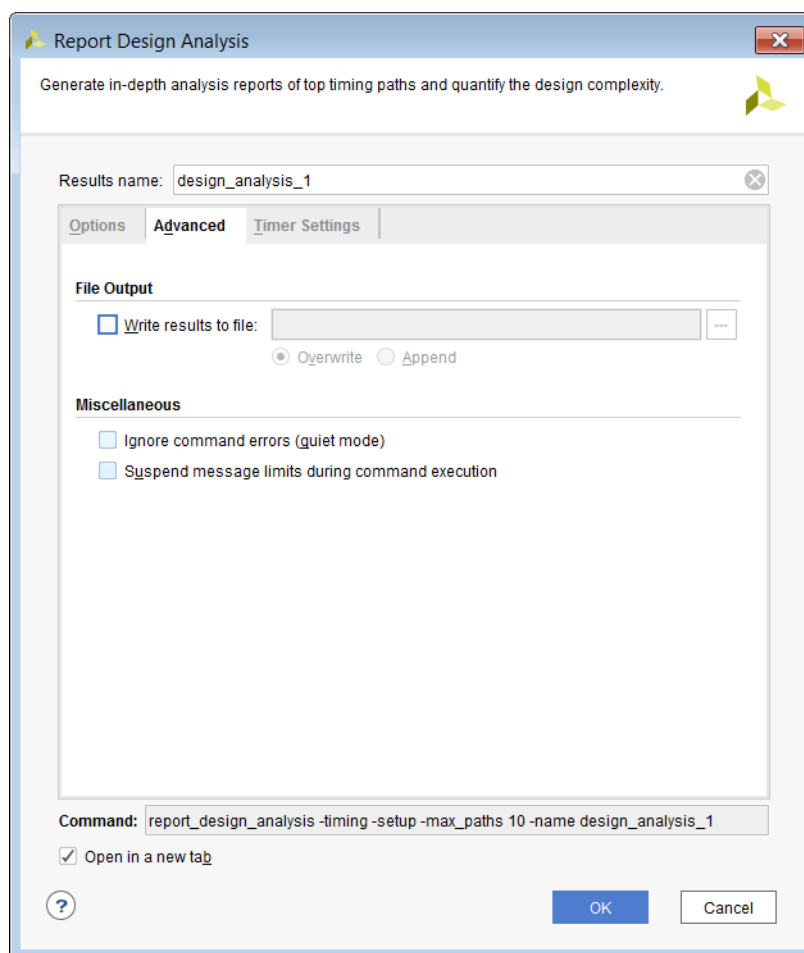 Report Design Analysis
Generate in-depth analysis reports of top timing paths and quantify the design complexity.
Results name: design_analysis_1
Options Advanced Timer Settings
File Output
Write results to file: ...
Overwrite Append
Miscellaneous
Ignore command errors (quiet mode)
Suspend message limits during command execution
Command: report_design_analysis -timing -setup -max_paths 10 -name design_analysis_1
Open in a new tab
? OK Cancel